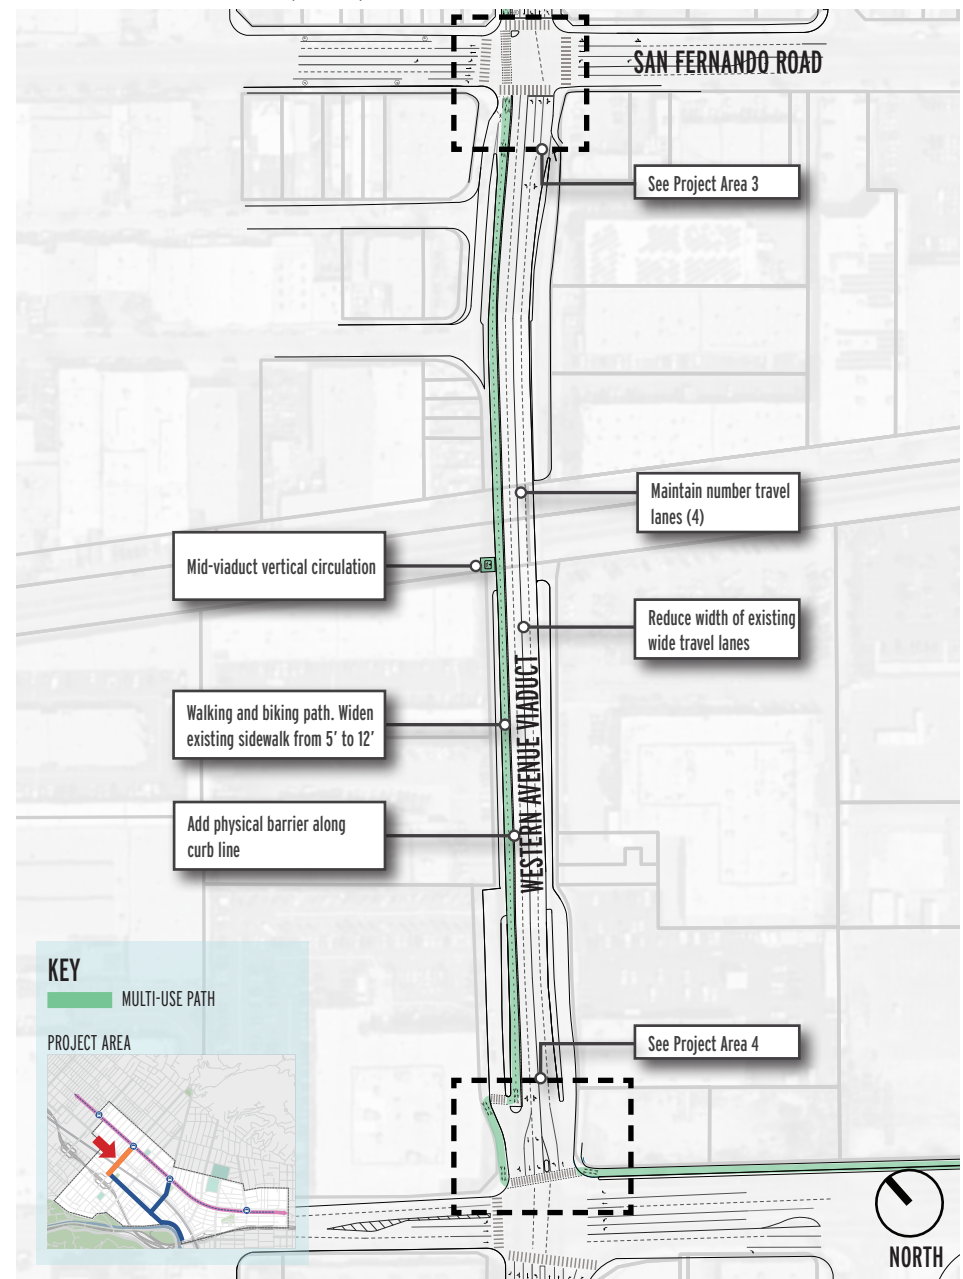 SAN FERNANDO ROAD
See Project Area 3
Maintain number travel
lanes (4)
Mid-viaduct vertical circulation
Reduce width of existing
wide travel lanes
WESTERN AVENUE VIADUCT
Walking and biking path. Widen
existing sidewalk from 5’ to 12’
Add physical barrier along
curb line
See Project Area 4
KEY
MULTI-USE PATH
PROJECT AREA
NORTH